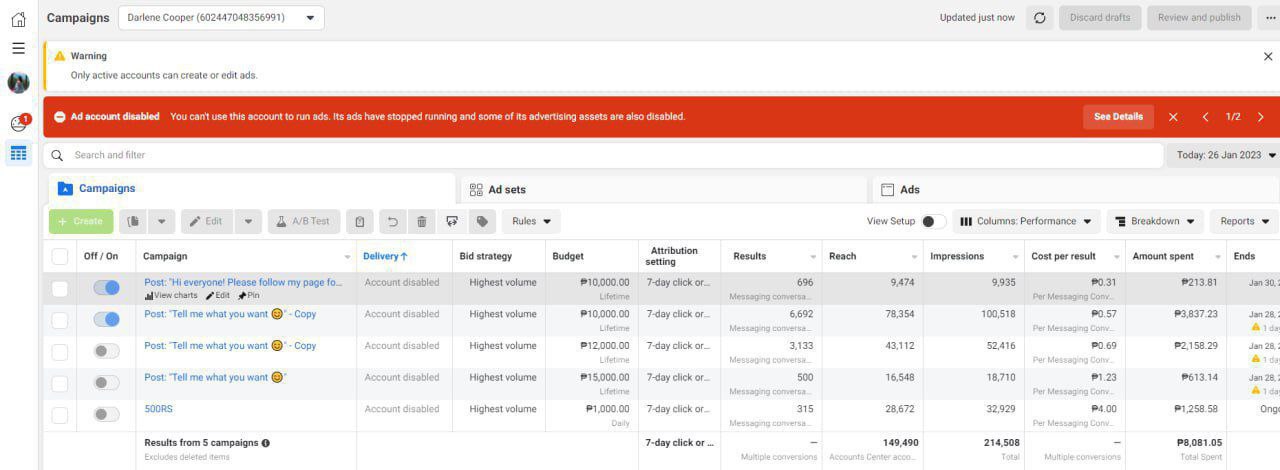 Campaigns Darlene Cooper (602447048356991) Updated just now Discard drafts Review and publish ...
Warning
Only active accounts can create or edit ads.
1
Ad account disabled You can't use this account to run ads. Its ads have stopped running and some of its advertising assets are also disabled. See Details 1/2
Search and filter Today: 26 Jan 2023
Campaigns Ad sets Ads
+ Create Edit A/B Test Rules View Setup Columns: Performance Breakdown Reports
Off / On Campaign Delivery ↑ Bid strategy Budget Attribution setting Results Reach Impressions Cost per result Amount spent Ends
Post: "Hi everyone! Please follow my page fo... Account disabled Highest volume ₱10,000.00 7-day click or... 696 9,474 9,935 ₱0.31 ₱213.81 Jan 30,
View charts Edit Pin Lifetime Messaging conversa... Per Messaging Conv...
Post: "Tell me what you want 😊" - Copy Account disabled Highest volume ₱10,000.00 7-day click or... 6,692 78,354 100,518 ₱0.57 ₱3,837.23 Jan 28, 2
Lifetime Messaging conversa... Per Messaging Conv... 1 day
Post: "Tell me what you want 😊" - Copy Account disabled Highest volume ₱12,000.00 7-day click or... 3,133 43,112 52,416 ₱0.69 ₱2,158.29 Jan 28, 2
Lifetime Messaging conversa... Per Messaging Conv... 1 day
Post: "Tell me what you want 😊" Account disabled Highest volume ₱15,000.00 7-day click or... 500 16,548 18,710 ₱1.23 ₱613.14 Jan 28, 2
Lifetime Messaging conversa... Per Messaging Conv... 1 day
500RS Account disabled Highest volume ₱1,000.00 7-day click or... 315 28,672 32,929 ₱4.00 ₱1,258.58 Ongo
Daily Messaging conversa... Per Messaging Conv...
Results from 5 campaigns 7-day click or ... — 149,490 214,508 — ₱8,081.05
Excludes deleted items Multiple conversions Accounts Center acco... Total Multiple conversions Total Spent